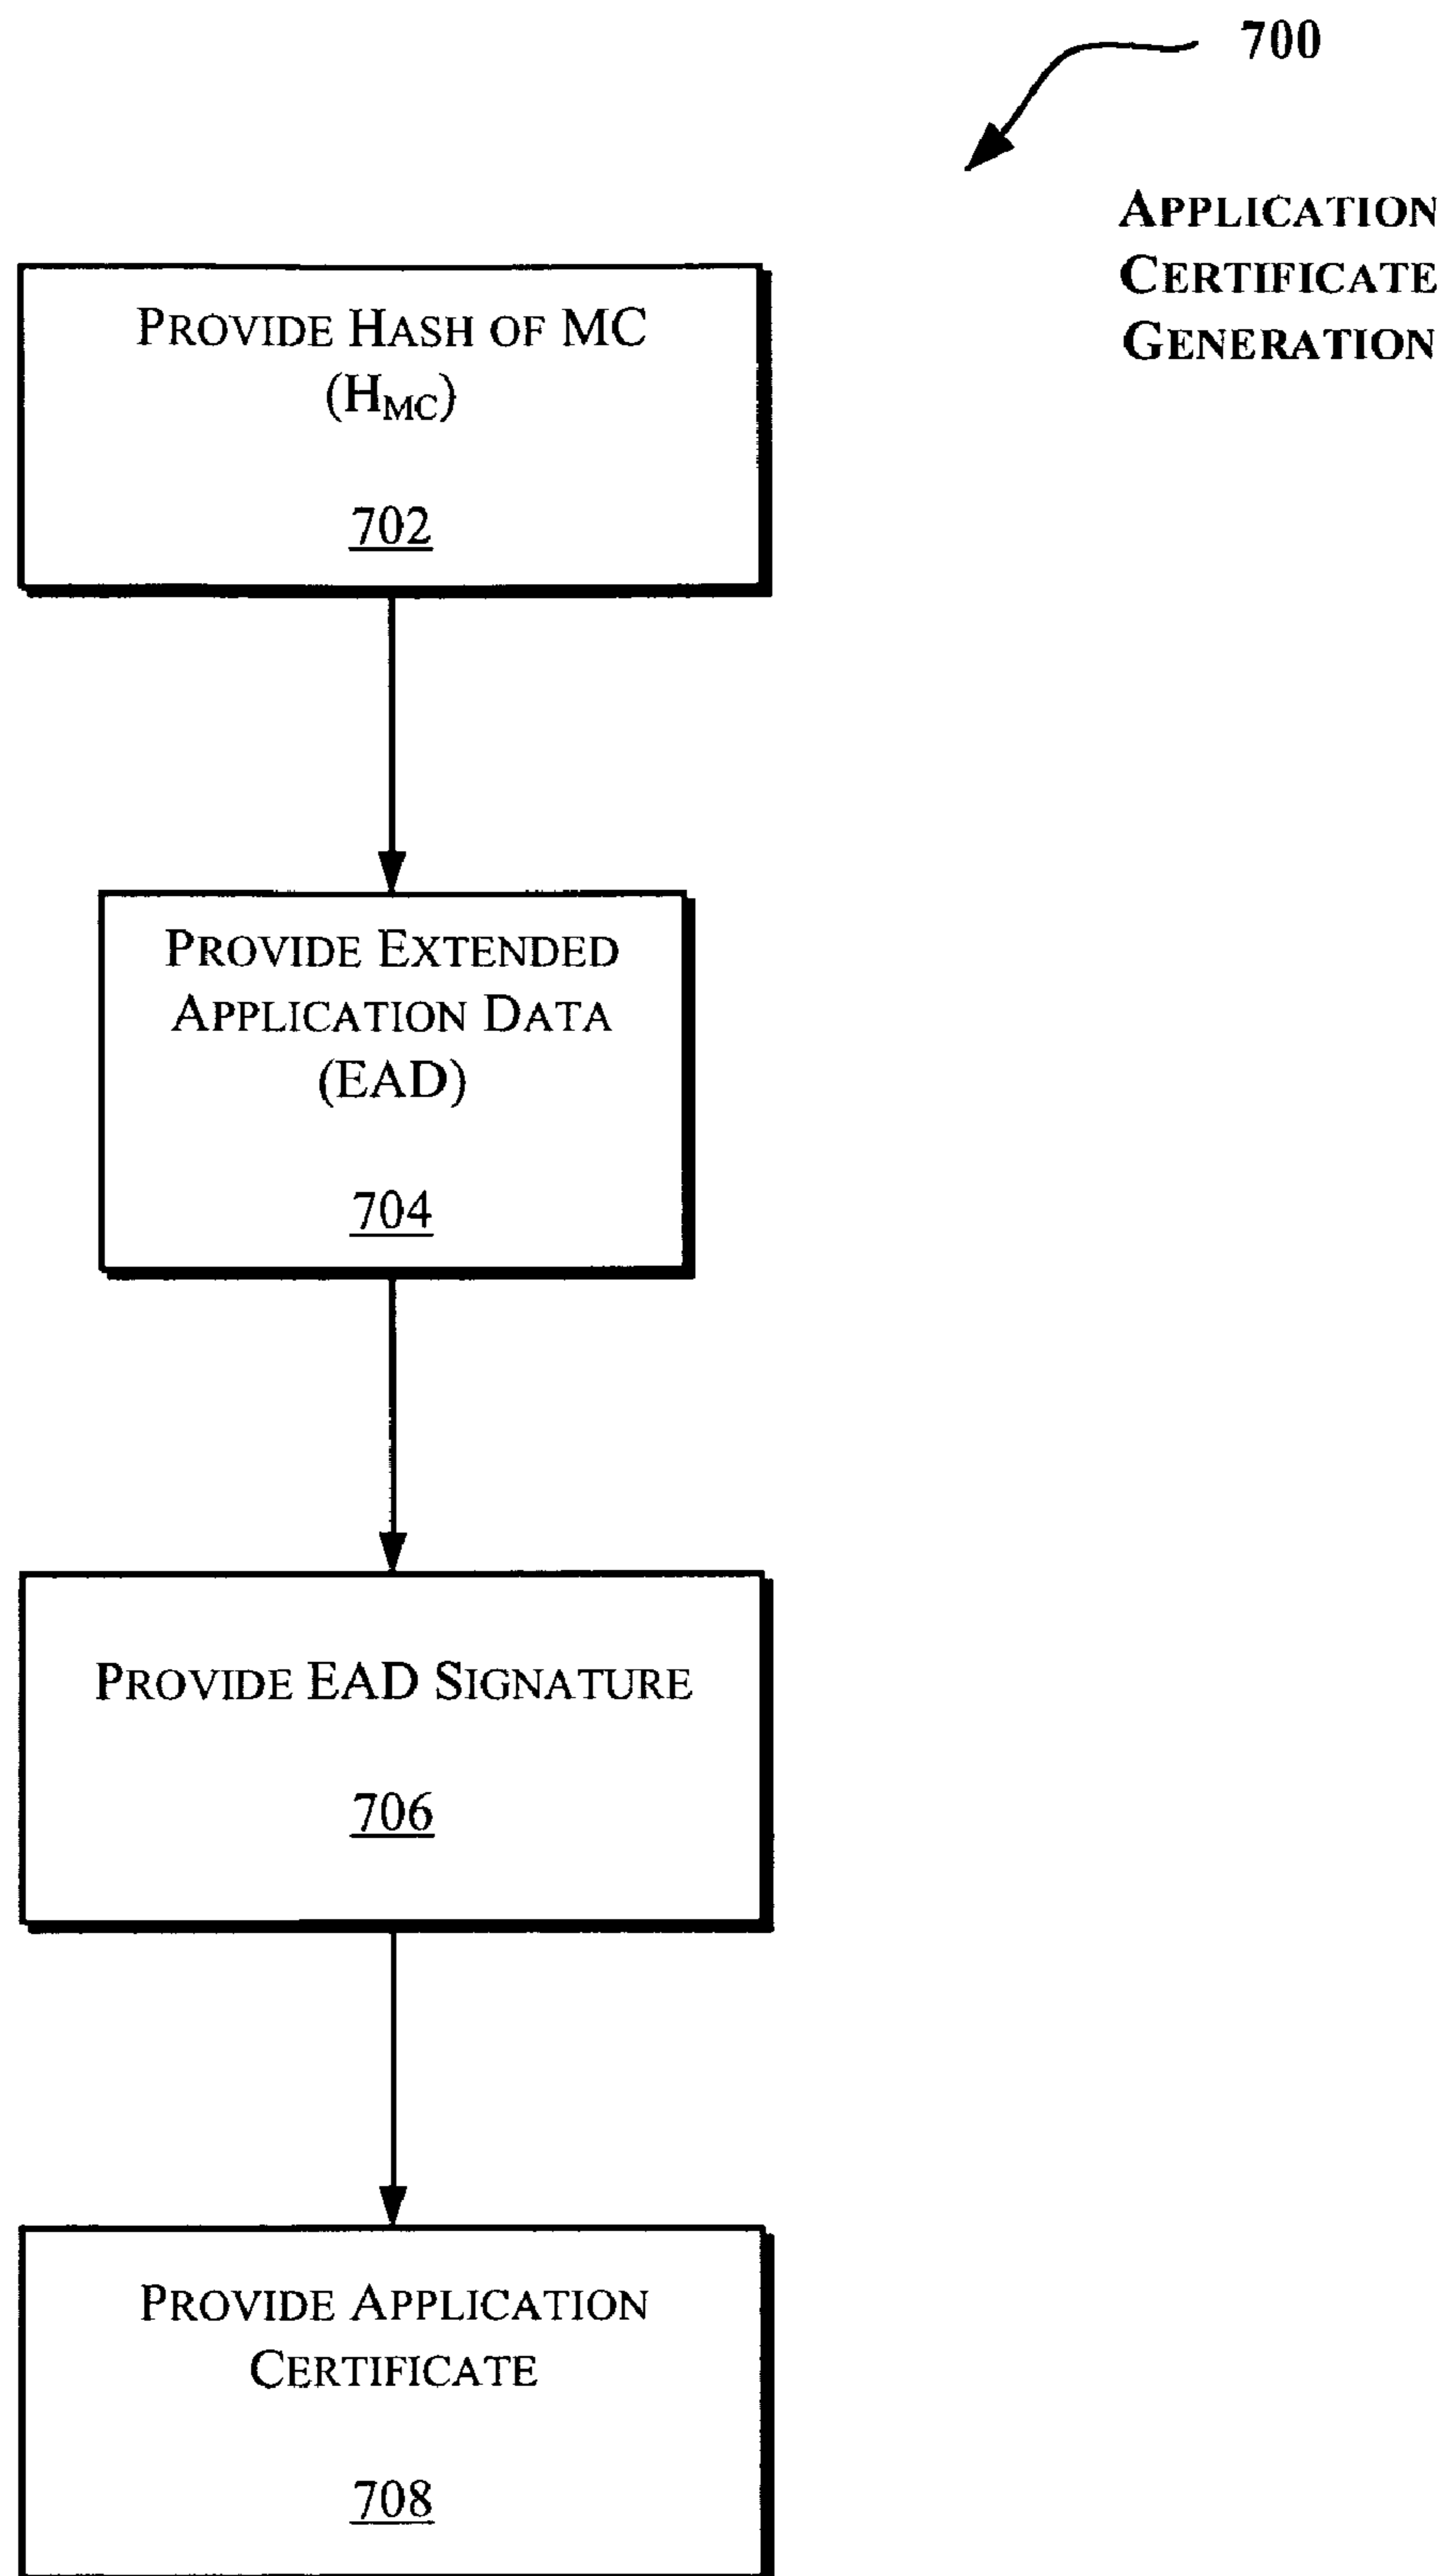 700
APPLICATION
CERTIFICATE
GENERATION
PROVIDE HASH OF MC
(HMC)
702
PROVIDE EXTENDED
APPLICATION DATA
(EAD)
704
PROVIDE EAD SIGNATURE
706
PROVIDE APPLICATION
CERTIFICATE
708